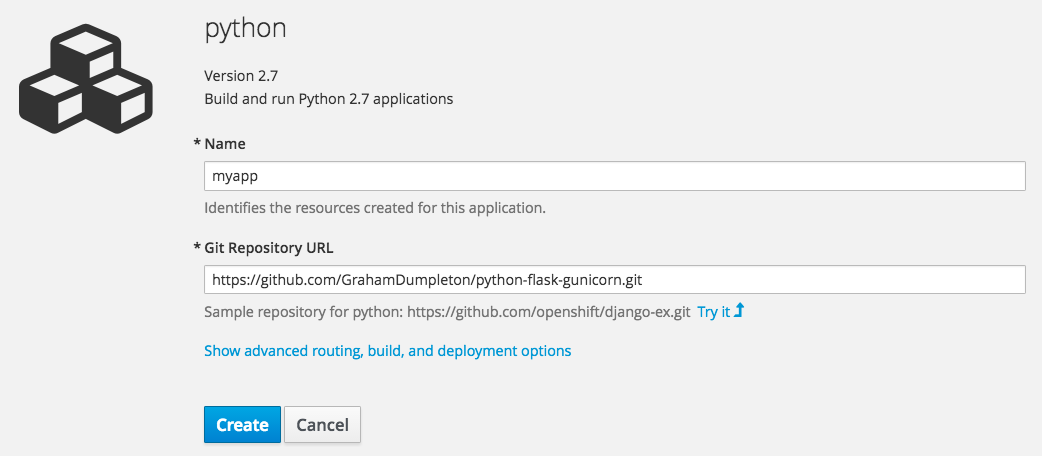 python
Version 2.7
Build and run Python 2.7 applications
* Name
myapp
Identifies the resources created for this application.
* Git Repository URL
https://github.com/GrahamDumpleton/python-flask-gunicorn.git
Sample repository for python: https://github.com/openshift/django-ex.git Try it
Show advanced routing, build, and deployment options
Create Cancel